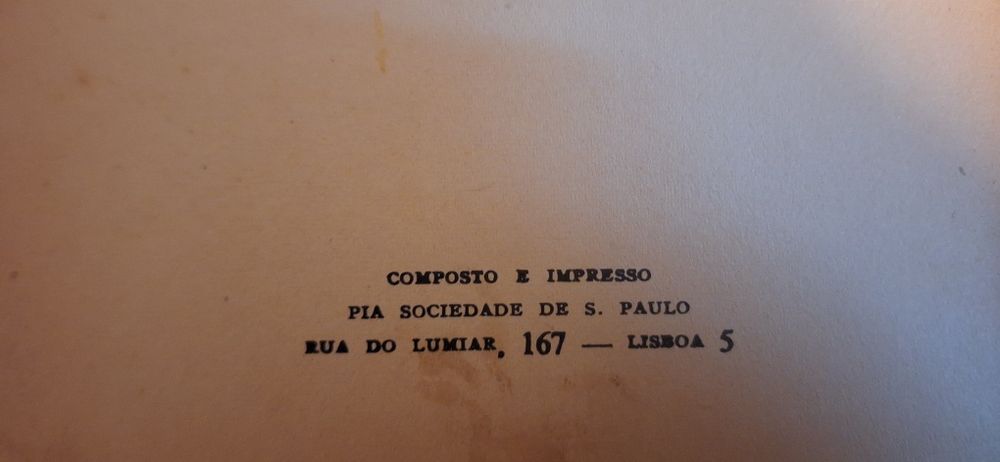 COMPOSTO E IMPRESSO
PIA SOCIEDADE DE S. PAULO
RUA DO LUMIAR, 167 — LISBOA 5